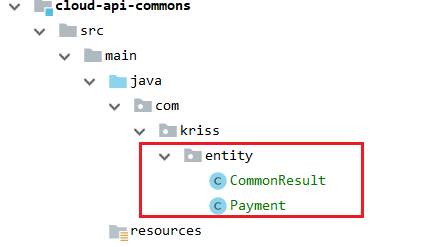 cloud-api-commons
src
main
java
com
kriss
entity
C CommonResult
C Payment
resources